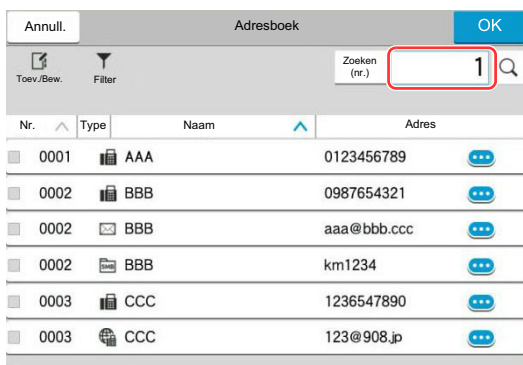 Annull. Adresboek OK
Toev./Bew. Filter Zoeken (nr.) 1
Nr. Type Naam Adres
0001 AAA 0123456789
0002 BBB 0987654321
0002 BBB aaa@bbb.ccc
0002 SMB BBB km1234
0003 CCC 1236547890
0003 CCC 123@908.jp